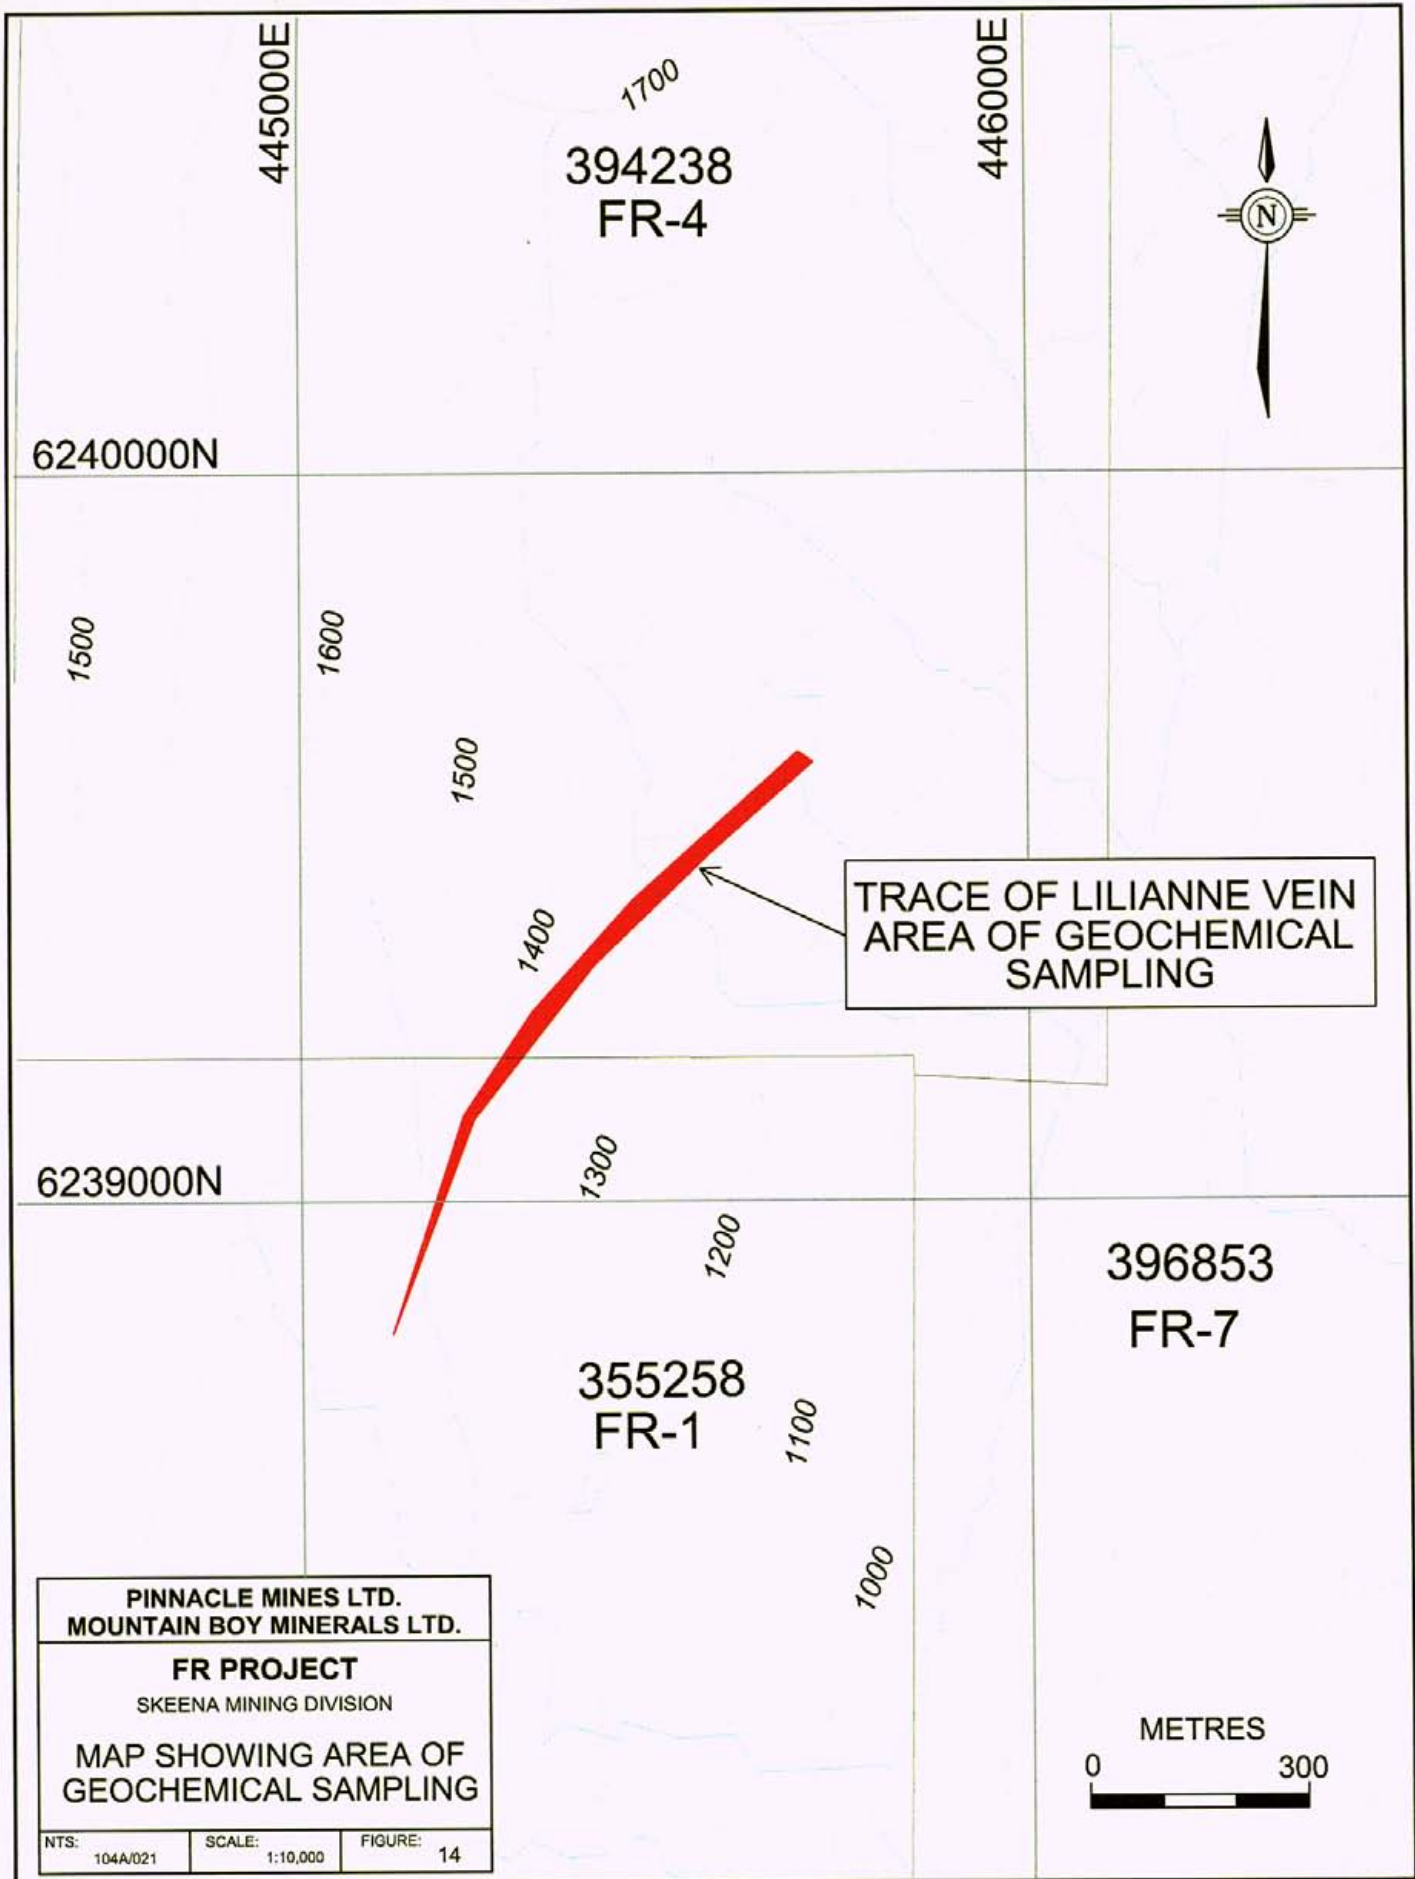 445000E
446000E
1700
394238
FR-4
N
6240000N
1500
1600
1500
1400
TRACE OF LILIANNE VEIN
AREA OF GEOCHEMICAL
SAMPLING
6239000N
1300
1200
396853
FR-7
355258
FR-1
1100
1000
PINNACLE MINES LTD.
MOUNTAIN BOY MINERALS LTD.
FR PROJECT
SKEENA MINING DIVISION
MAP SHOWING AREA OF
GEOCHEMICAL SAMPLING
NTS: 104A/021
SCALE: 1:10,000
FIGURE: 14
METRES
0 300